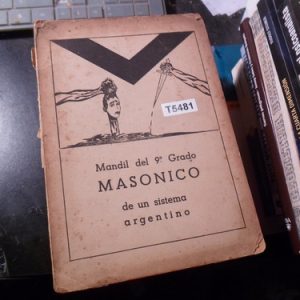 T5481
Mandil del 9º Grado
MASONICO
de un sistema
argentino